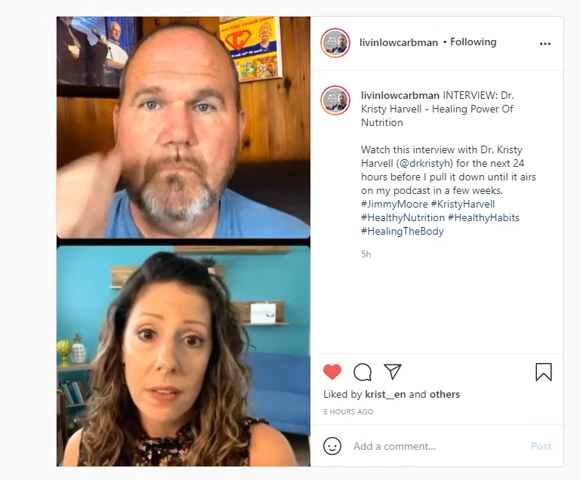 livinlowcarbman • Following
livinlowcarbman INTERVIEW: Dr.
Kristy Harvell - Healing Power Of
Nutrition
Watch this interview with Dr. Kristy
Harvell (@drkristyh) for the next 24
hours before I pull it down until it airs
on my podcast in a few weeks.
#JimmyMoore #KristyHarvell
#HealthyNutrition #HealthyHabits
#HealingTheBody
5h
Liked by krist__en and others
5 HOURS AGO
Add a comment...
Post